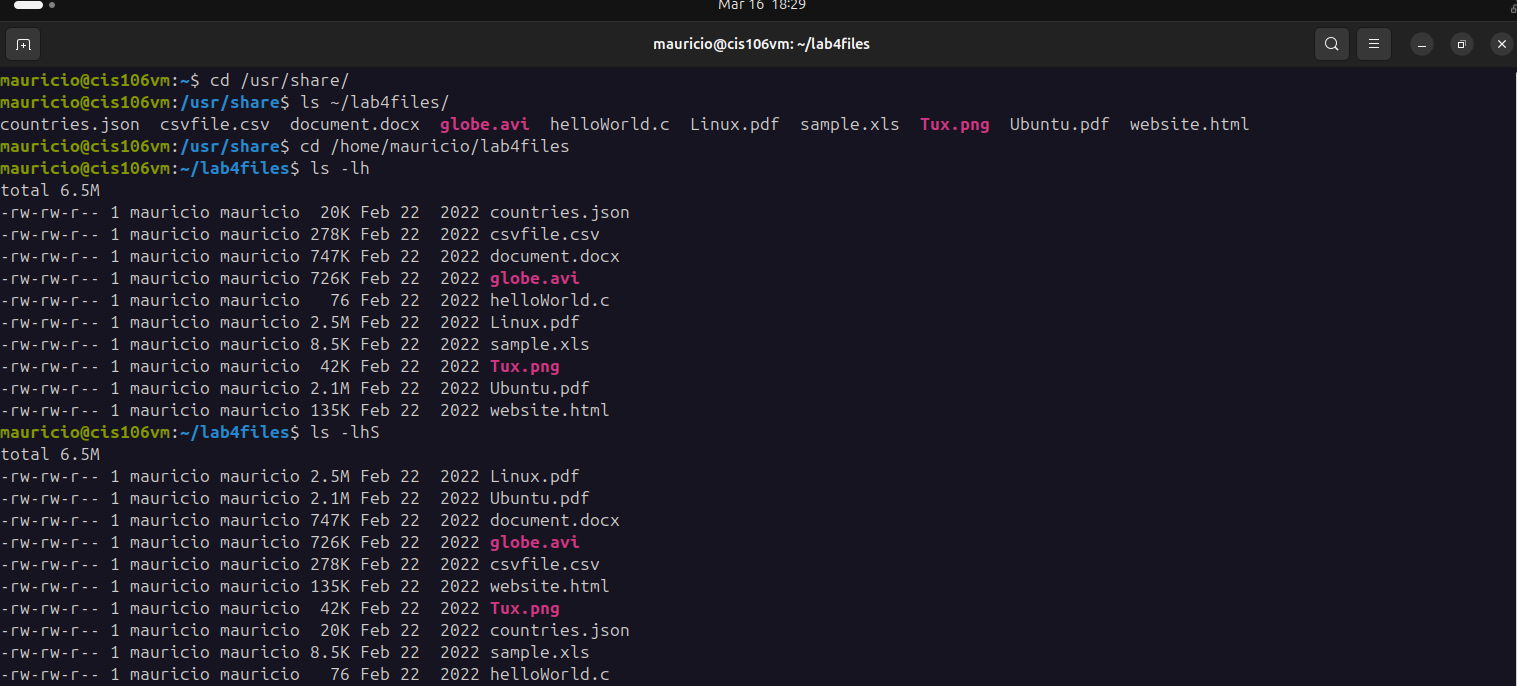 Mar 16 18:29
mauricio@cis106vm: ~/lab4files
mauricio@cis106vm:~$ cd /usr/share/
mauricio@cis106vm:/usr/share$ ls ~/lab4files/
countries.json  csvfile.csv  document.docx  globe.avi  helloWorld.c  Linux.pdf  sample.xls  Tux.png  Ubuntu.pdf  website.html
mauricio@cis106vm:/usr/share$ cd /home/mauricio/lab4files
mauricio@cis106vm:~/lab4files$ ls -lh
total 6.5M
-rw-rw-r-- 1 mauricio mauricio  20K Feb 22  2022 countries.json
-rw-rw-r-- 1 mauricio mauricio 278K Feb 22  2022 csvfile.csv
-rw-rw-r-- 1 mauricio mauricio 747K Feb 22  2022 document.docx
-rw-rw-r-- 1 mauricio mauricio 726K Feb 22  2022 globe.avi
-rw-rw-r-- 1 mauricio mauricio   76 Feb 22  2022 helloWorld.c
-rw-rw-r-- 1 mauricio mauricio 2.5M Feb 22  2022 Linux.pdf
-rw-rw-r-- 1 mauricio mauricio 8.5K Feb 22  2022 sample.xls
-rw-rw-r-- 1 mauricio mauricio  42K Feb 22  2022 Tux.png
-rw-rw-r-- 1 mauricio mauricio 2.1M Feb 22  2022 Ubuntu.pdf
-rw-rw-r-- 1 mauricio mauricio 135K Feb 22  2022 website.html
mauricio@cis106vm:~/lab4files$ ls -lhS
total 6.5M
-rw-rw-r-- 1 mauricio mauricio 2.5M Feb 22  2022 Linux.pdf
-rw-rw-r-- 1 mauricio mauricio 2.1M Feb 22  2022 Ubuntu.pdf
-rw-rw-r-- 1 mauricio mauricio 747K Feb 22  2022 document.docx
-rw-rw-r-- 1 mauricio mauricio 726K Feb 22  2022 globe.avi
-rw-rw-r-- 1 mauricio mauricio 278K Feb 22  2022 csvfile.csv
-rw-rw-r-- 1 mauricio mauricio 135K Feb 22  2022 website.html
-rw-rw-r-- 1 mauricio mauricio  42K Feb 22  2022 Tux.png
-rw-rw-r-- 1 mauricio mauricio  20K Feb 22  2022 countries.json
-rw-rw-r-- 1 mauricio mauricio 8.5K Feb 22  2022 sample.xls
-rw-rw-r-- 1 mauricio mauricio   76 Feb 22  2022 helloWorld.c